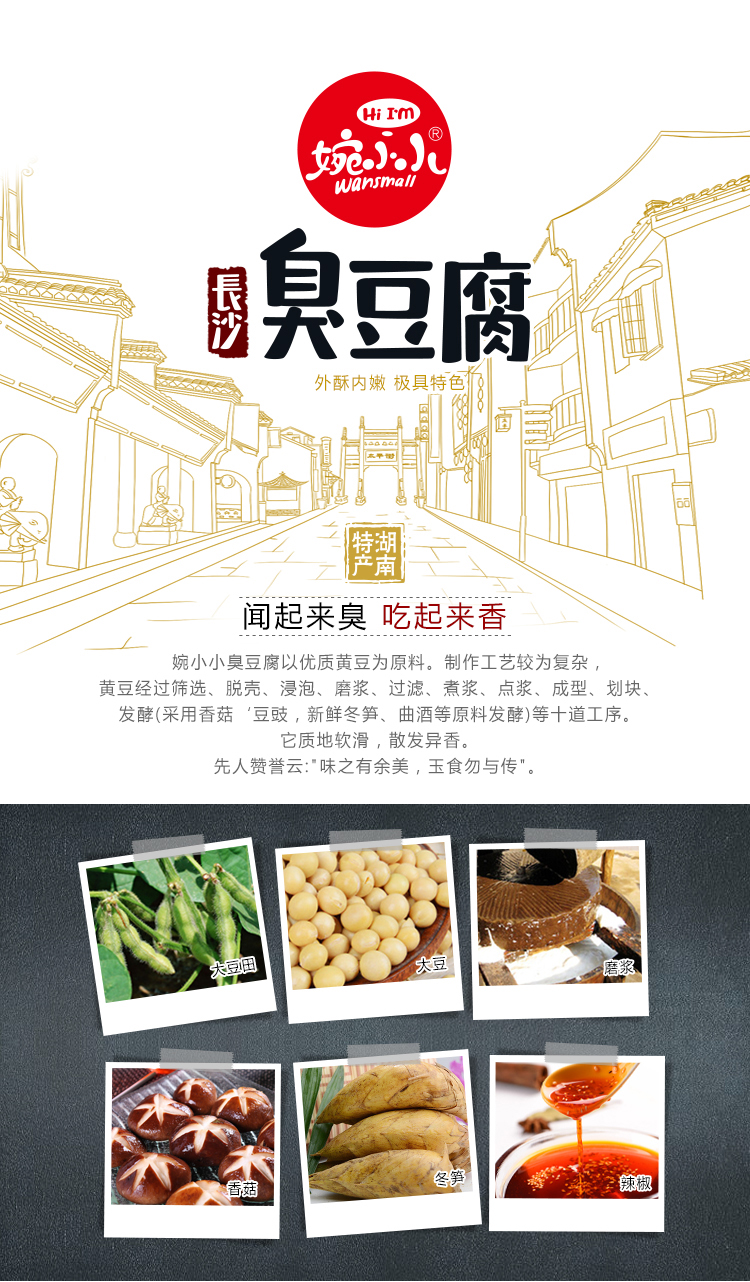 Hi I'm
婉小小®
wansmall
長沙
臭豆腐
外酥内嫩 极具特色
太平街
湖南
特产
闻起来臭 吃起来香
婉小小臭豆腐以优质黄豆为原料。制作工艺较为复杂，
黄豆经过筛选、脱壳、浸泡、磨浆、过滤、煮浆、点浆、成型、划块、
发酵(采用香菇‘豆豉，新鲜冬笋、曲酒等原料发酵)等十道工序。
它质地软滑，散发异香。
先人赞誉云:"味之有余美，玉食勿与传"。
大豆田
大豆
磨浆
香菇
冬笋
辣椒